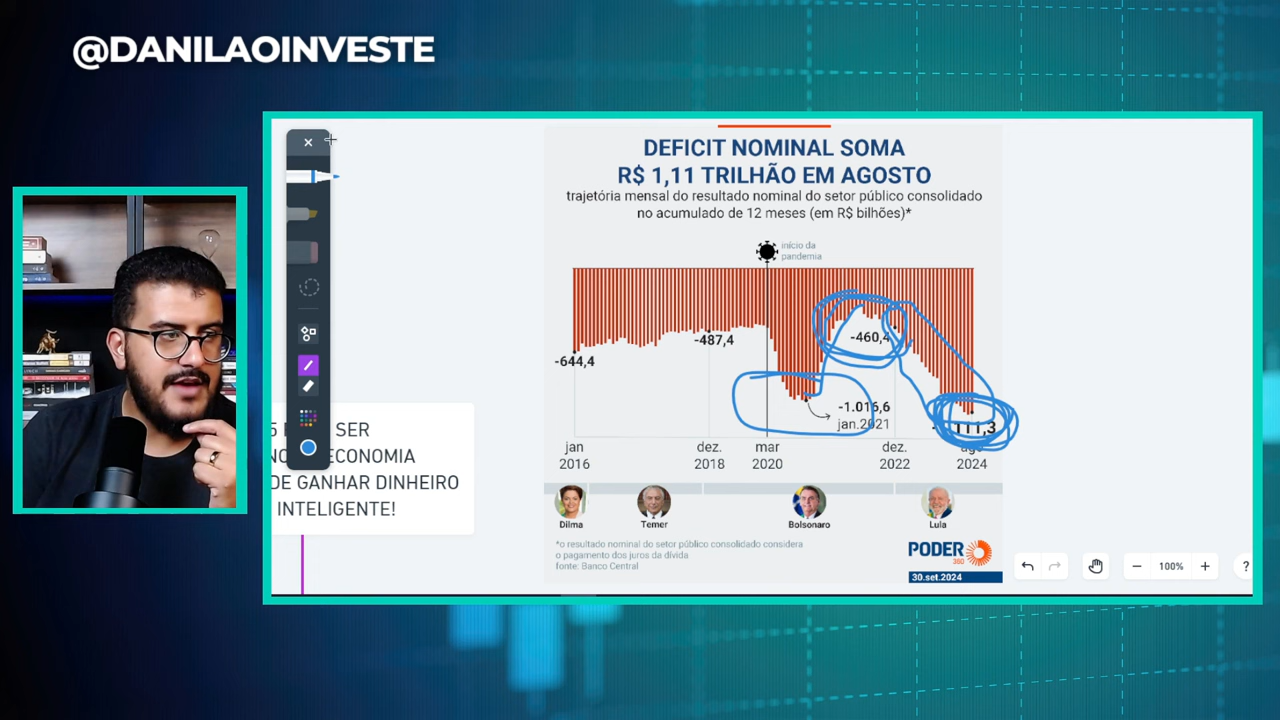 @DANILAOINVESTE
DEFICIT NOMINAL SOMA
R$ 1,11 TRILHÃO EM AGOSTO
trajetória mensal do resultado nominal do setor público consolidado
no acumulado de 12 meses (em R$ bilhões)*
início da
pandemia
-644,4
-487,4
-460,4
-1.016,6
jan.2021
111,3
jan
2016
dez.
2018
mar
2020
dez.
2022
2024
Dilma
Temer
Bolsonaro
Lula
*o resultado nominal do setor público consolidado considera
o pagamento dos juros da dívida
fonte: Banco Central
PODER
360
30.set.2024
5
SER
ECONOMIA
DE GANHAR DINHEIRO
INTELIGENTE!
100%
?